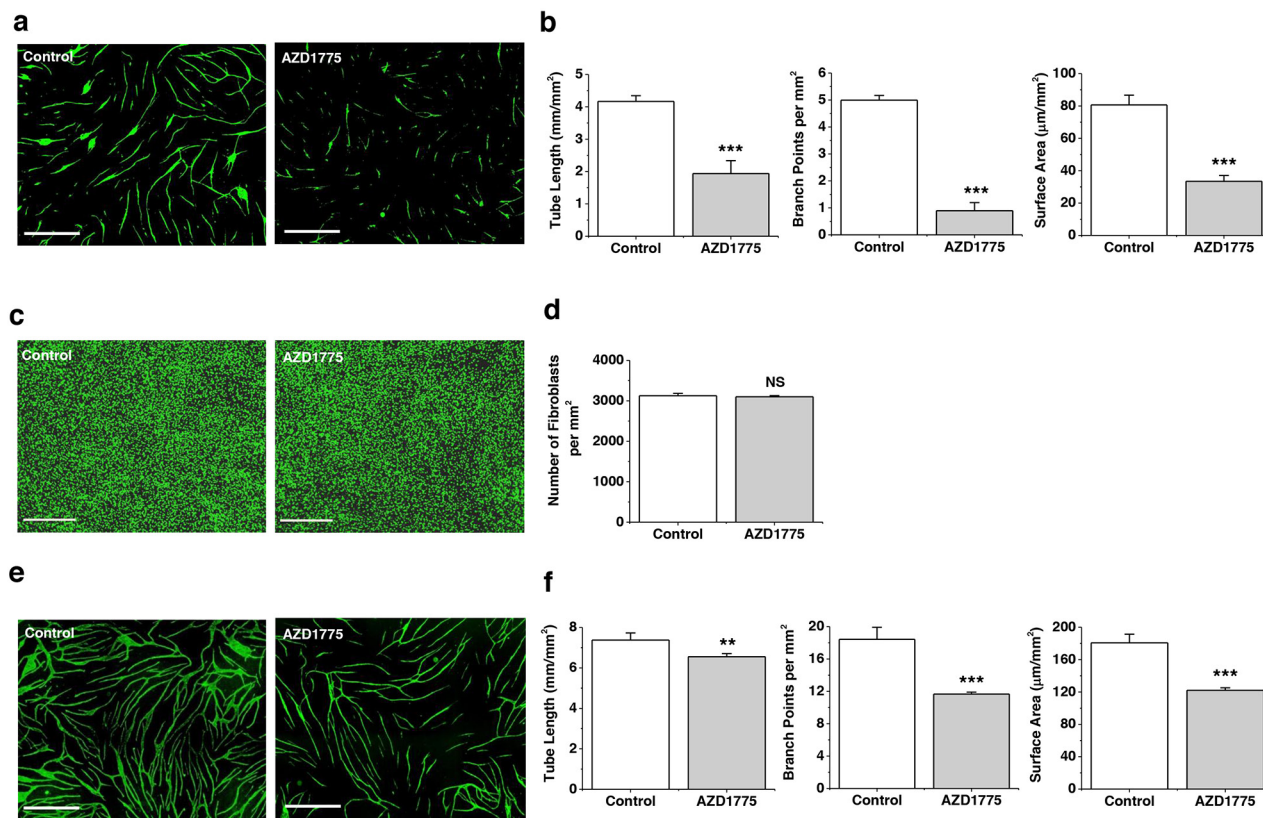 a
Control
AZD1775
b
Tube Length (mm/mm²)
5
4
3
2
1
0
***
Control
AZD1775
Branch Points per mm²
6
5
4
3
2
1
0
***
Control
AZD1775
Surface Area (μm/mm²)
100
80
60
40
20
0
***
Control
AZD1775
c
Control
AZD1775
d
Number of Fibroblasts
per mm²
4000
3000
2000
1000
0
NS
Control
AZD1775
e
Control
AZD1775
f
Tube Length (mm/mm²)
8
6
4
2
0
**
Control
AZD1775
Branch Points per mm²
20
16
12
8
4
0
***
Control
AZD1775
Surface Area (μm/mm²)
200
160
120
80
40
0
***
Control
AZD1775